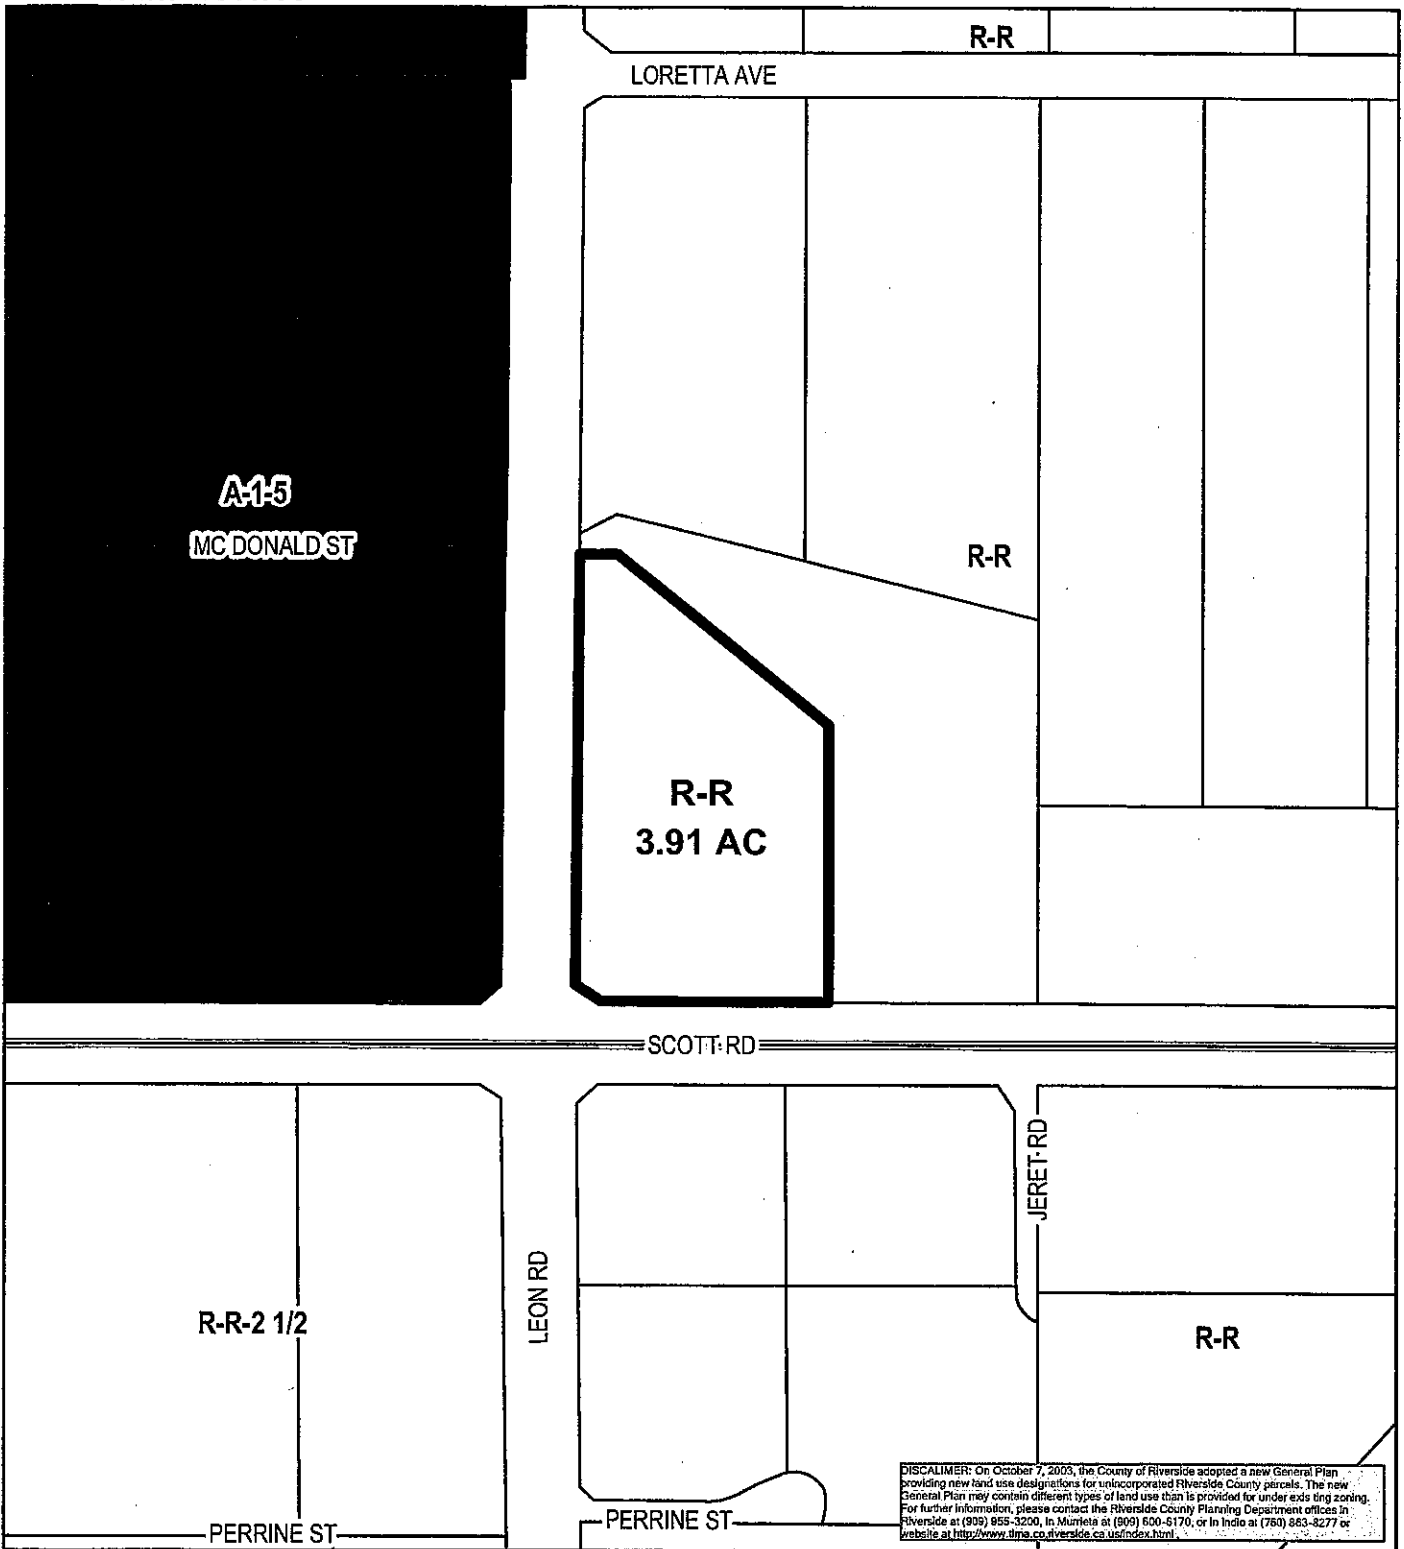 R-R
LORETTA AVE
A-1-5
MC DONALD ST
R-R
R-R
3.91 AC
SCOTT RD
JERET RD
LEON RD
R-R-2 1/2
R-R
PERRINE ST
PERRINE ST
DISCALIMER: On October 7, 2003, the County of Riverside adopted a new General Plan
providing new land use designations for unincorporated Riverside County parcels. The new
General Plan may contain different types of land use than is provided for under existing zoning.
For further information, please contact the Riverside County Planning Department offices in
Riverside at (909) 955-3200, in Murrieta at (909) 600-6170, or in Indio at (760) 863-8277 or
website at http://www.tlma.co.riverside.ca.us/index.html